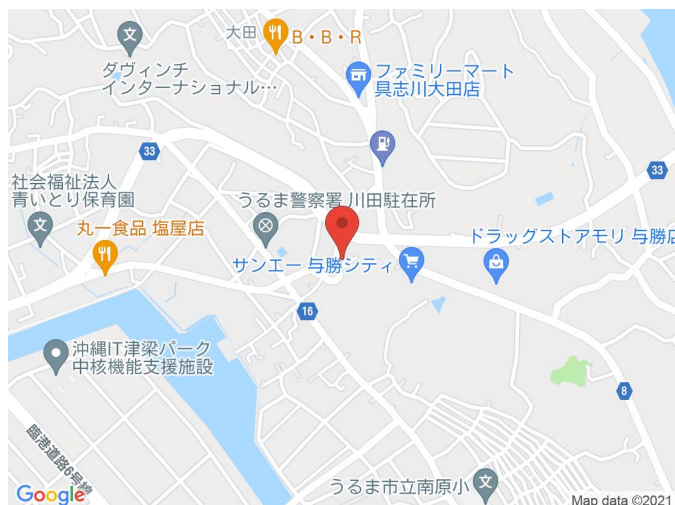 大田
B・B・R
ダヴィンチ
インターナショナル…
ファミリーマート
具志川大田店
33
33
社会福祉法人
青いとり保育園
うるま警察署 川田駐在所
丸一食品 塩屋店
サンエー 与勝シティ
ドラッグストアモリ 与勝店
16
沖縄IT津梁パーク
中核機能支援施設
8
臨港道路6号線
うるま市立南原小
Google
Map data ©2021